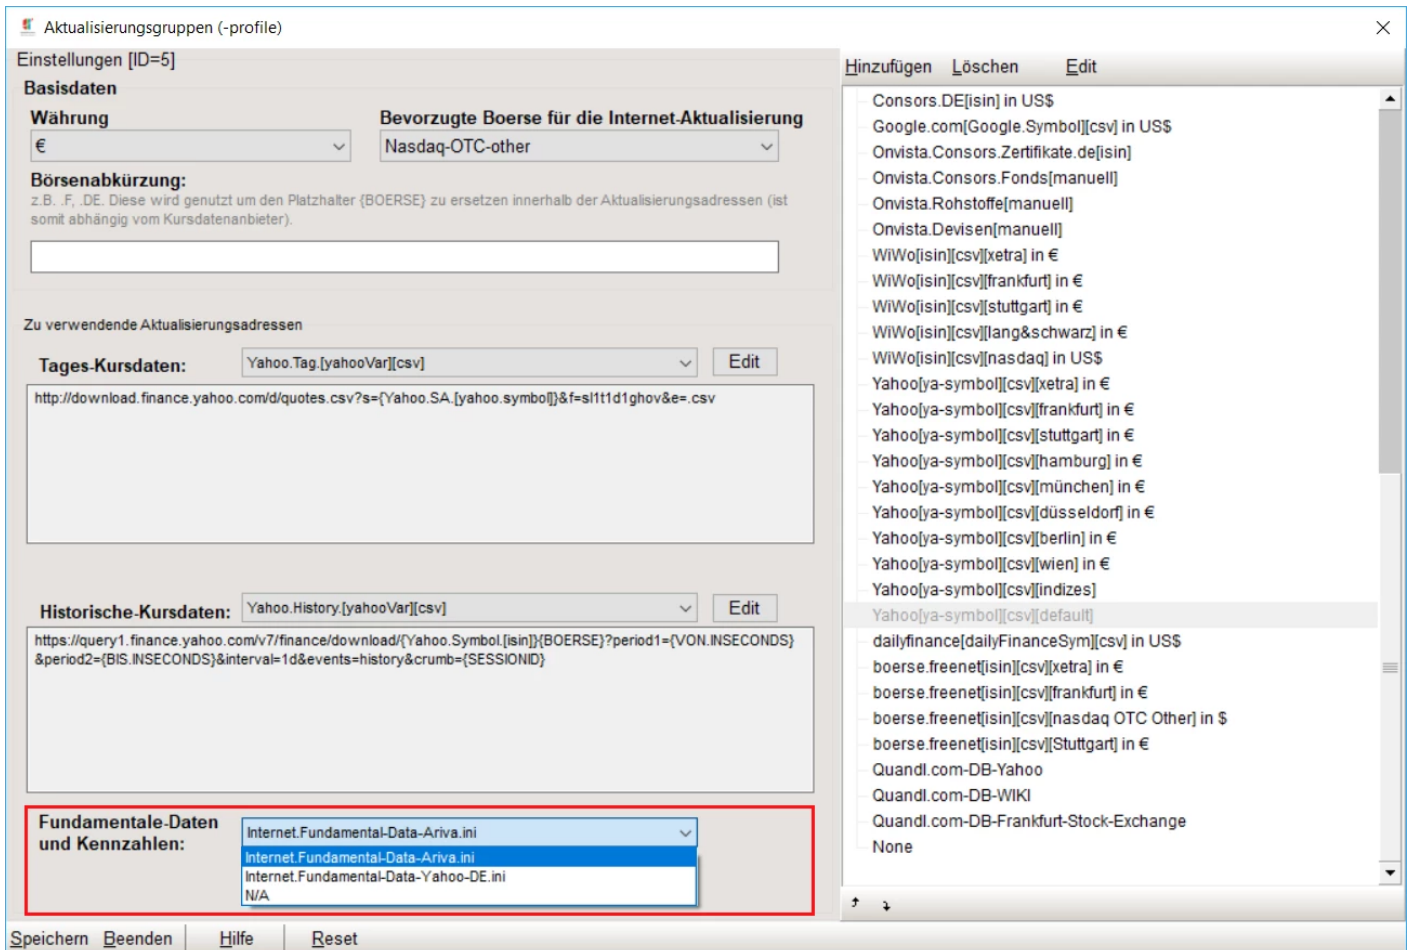 Aktualisierungsgruppen (-profile)
Einstellungen [ID=5]
Basisdaten
Währung
Bevorzugte Boerse für die Internet-Aktualisierung
€
Nasdaq-OTC-other
Börsenabkürzung:
z.B. .F, .DE. Diese wird genutzt um den Platzhalter {BOERSE} zu ersetzen innerhalb der Aktualisierungsadressen (ist
somit abhängig vom Kursdatenanbieter).
Zu verwendende Aktualisierungsadressen
Tages-Kursdaten:
Yahoo.Tag.[yahooVar][csv]
Edit
http://download.finance.yahoo.com/d/quotes.csv?s={Yahoo.SA.[yahoo.symbol]}&f=sl1t1d1ghov&e=.csv
Historische-Kursdaten:
Yahoo.History.[yahooVar][csv]
Edit
https://query1.finance.yahoo.com/v7/finance/download/{Yahoo.Symbol.[isin]}{BOERSE}?period1={VON.INSECONDS}
&period2={BIS.INSECONDS}&interval=1d&events=history&crumb={SESSIONID}
Fundamentale-Daten
und Kennzahlen:
Internet.Fundamental-Data-Ariva.ini
Internet.Fundamental-Data-Ariva.ini
Internet.Fundamental-Data-Yahoo-DE.ini
N/A
Speichern Beenden Hilfe Reset
Hinzufügen Löschen Edit
Consors.DE[isin] in US$
Google.com[Google.Symbol][csv] in US$
Onvista.Consors.Zertifikate.de[isin]
Onvista.Consors.Fonds[manuell]
Onvista.Rohstoffe[manuell]
Onvista.Devisen[manuell]
WiWo[isin][csv][xetra] in €
WiWo[isin][csv][frankfurt] in €
WiWo[isin][csv][stuttgart] in €
WiWo[isin][csv][lang&schwarz] in €
WiWo[isin][csv][nasdaq] in US$
Yahoo[ya-symbol][csv][xetra] in €
Yahoo[ya-symbol][csv][frankfurt] in €
Yahoo[ya-symbol][csv][stuttgart] in €
Yahoo[ya-symbol][csv][hamburg] in €
Yahoo[ya-symbol][csv][münchen] in €
Yahoo[ya-symbol][csv][düsseldorf] in €
Yahoo[ya-symbol][csv][berlin] in €
Yahoo[ya-symbol][csv][wien] in €
Yahoo[ya-symbol][csv][indizes]
Yahoo[ya-symbol][csv][default]
dailyfinance[dailyFinanceSym][csv] in US$
boerse.freenet[isin][csv][xetra] in €
boerse.freenet[isin][csv][frankfurt] in €
boerse.freenet[isin][csv][nasdaq OTC Other] in $
boerse.freenet[isin][csv][Stuttgart] in €
Quandl.com-DB-Yahoo
Quandl.com-DB-WIKI
Quandl.com-DB-Frankfurt-Stock-Exchange
None